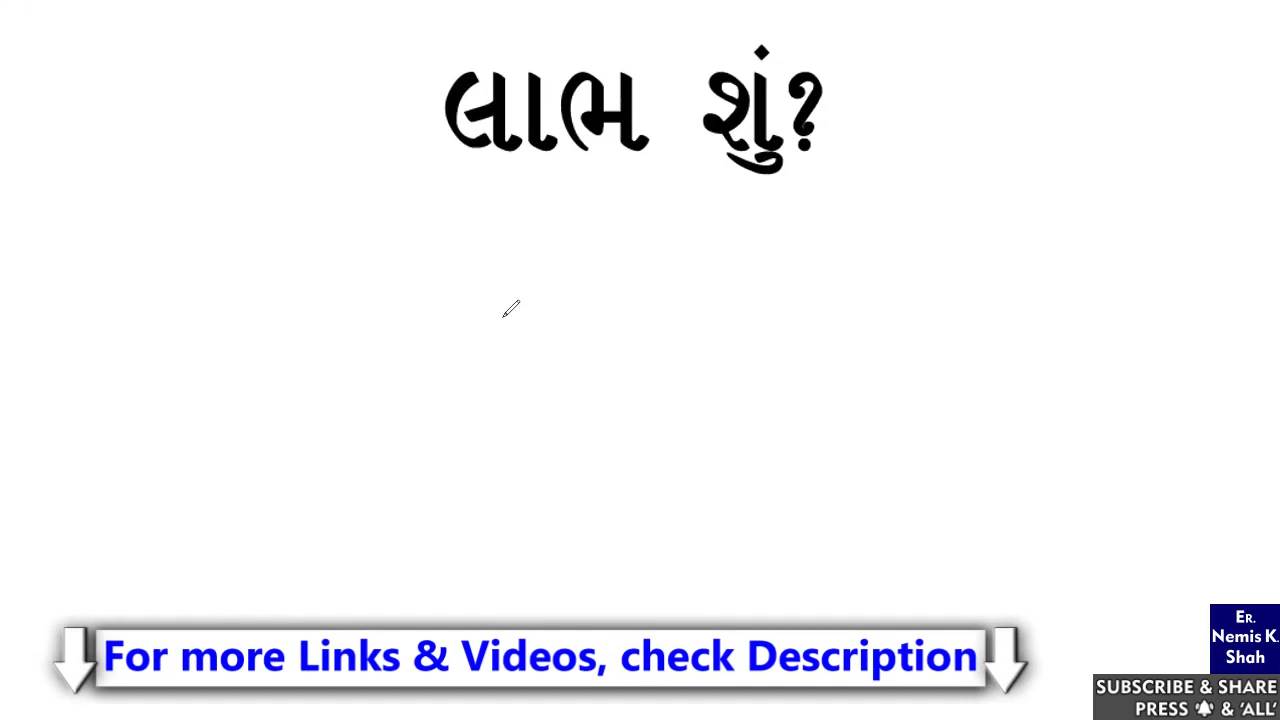 લાભ શું?
For more Links & Videos, check Description
ER.
Nemis K.
Shah
SUBSCRIBE & SHARE
PRESS & 'ALL'